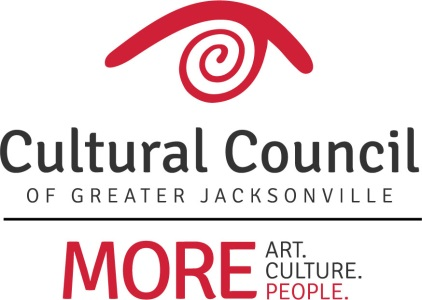 Cultural Council
OF GREATER JACKSONVILLE
MORE
ART.
CULTURE.
PEOPLE.